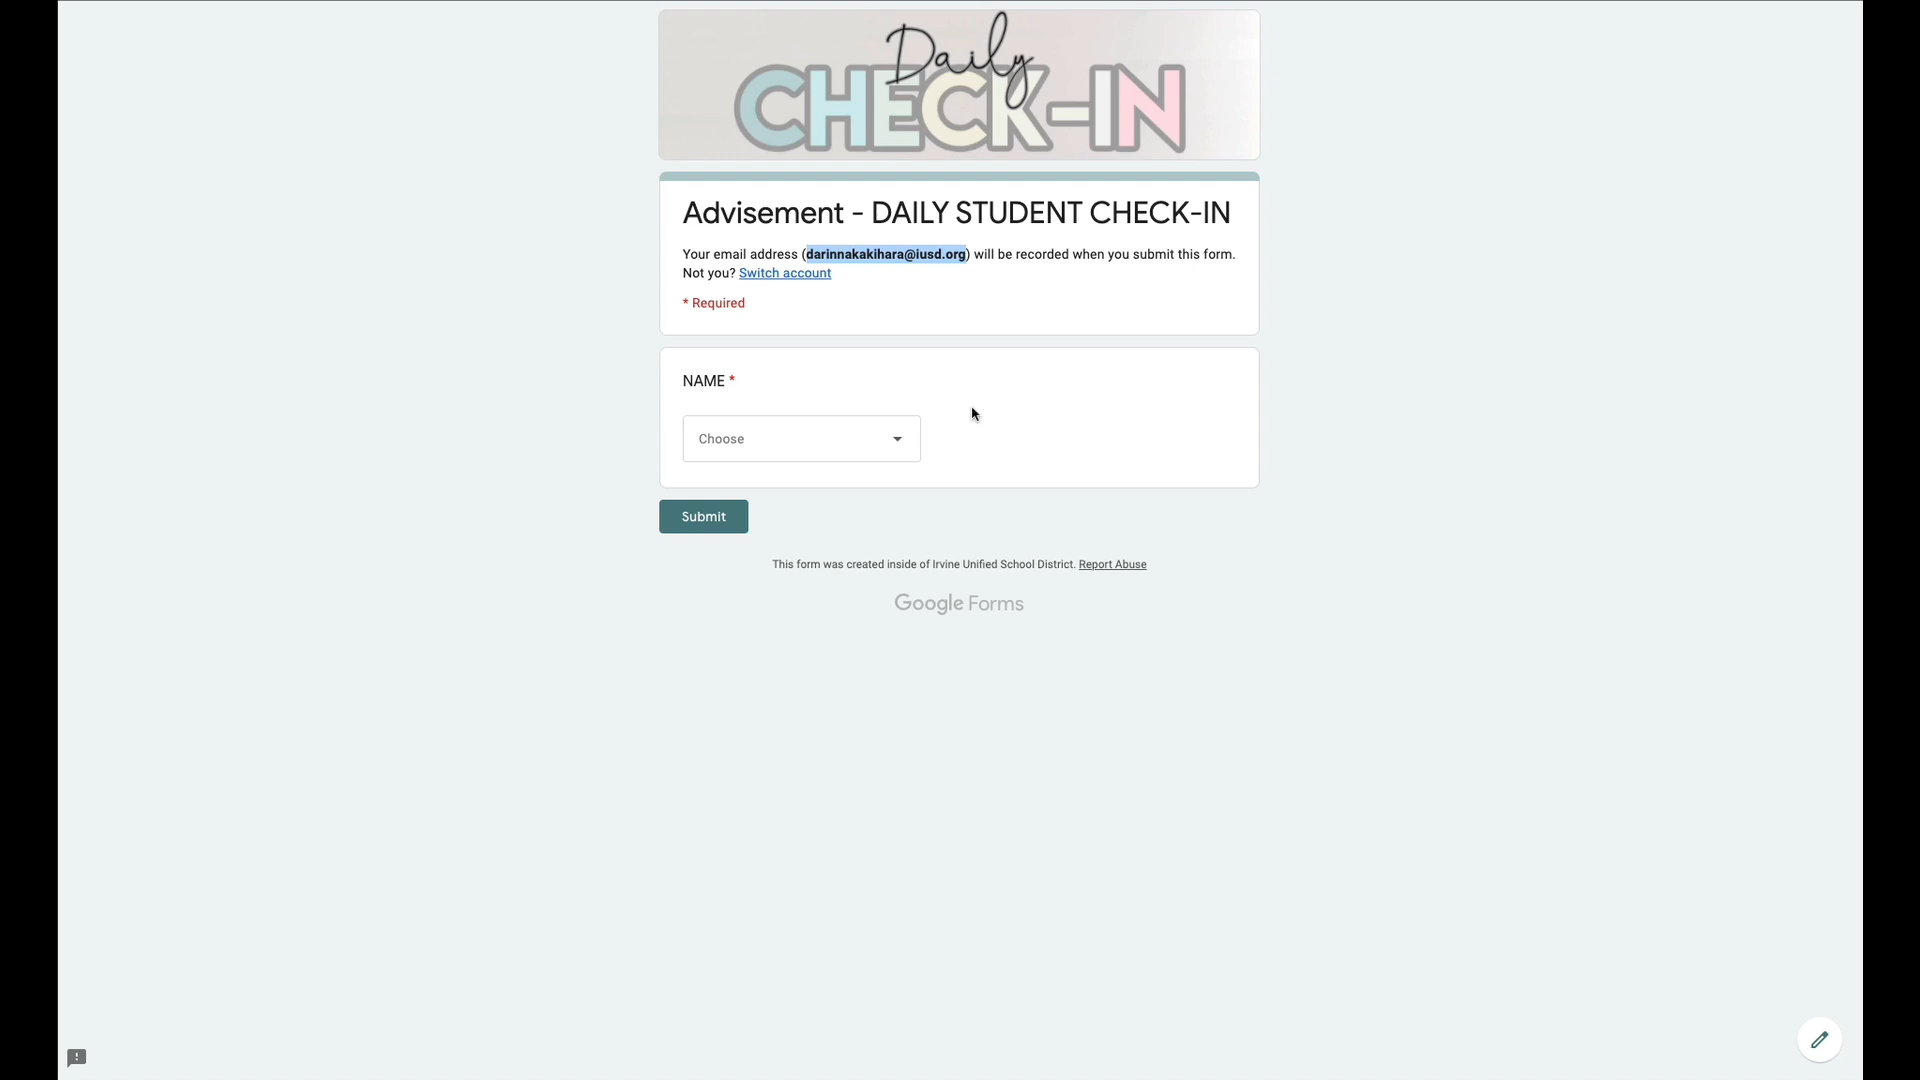 Daily
CHECK-IN
Advisement - DAILY STUDENT CHECK-IN
Your email address (darinnakakihara@iusd.org) will be recorded when you submit this form.
Not you? Switch account
* Required
NAME *
Choose
Submit
This form was created inside of Irvine Unified School District. Report Abuse
Google Forms